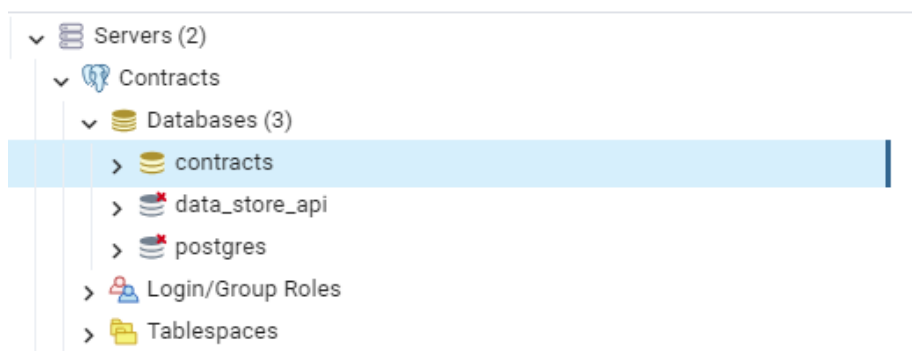 Servers (2)
Contracts
Databases (3)
contracts
data_store_api
postgres
Login/Group Roles
Tablespaces